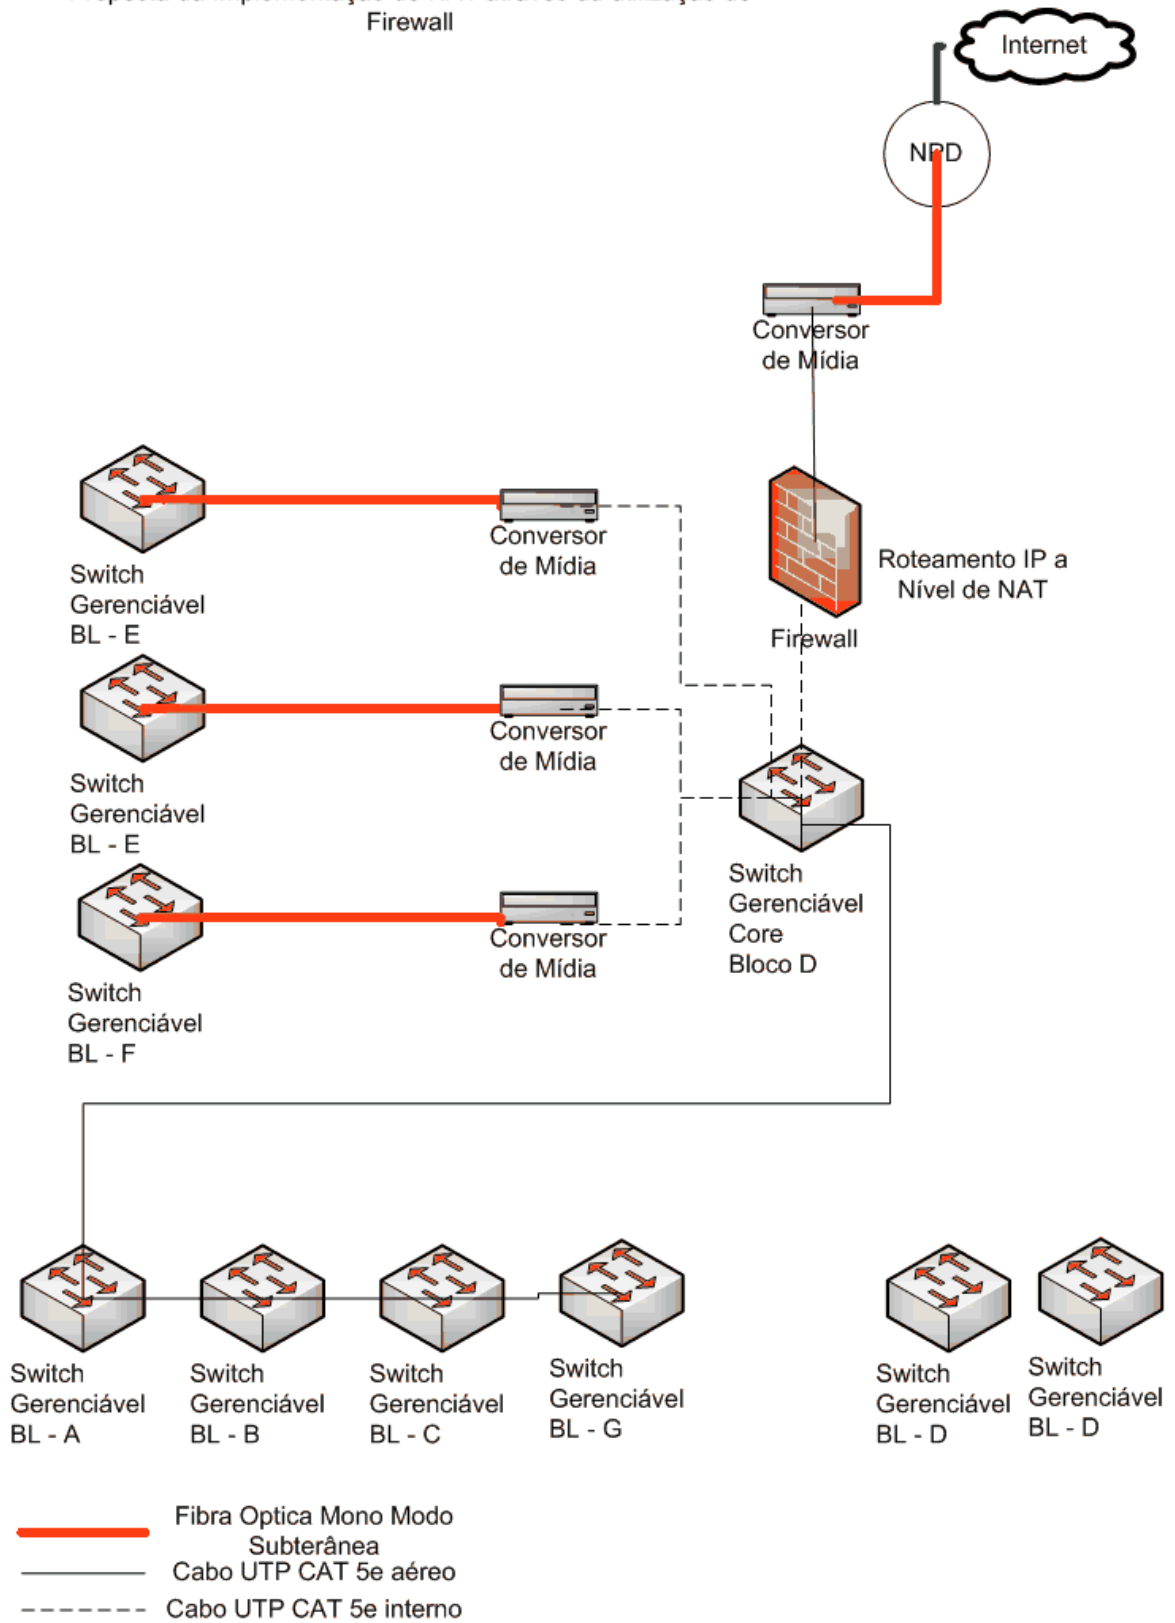 Firewall
Internet
NPD
Conversor
de Mídia
Roteamento IP a
Nível de NAT
Firewall
Conversor
de Mídia
Switch
Gerenciável
BL - E
Conversor
de Mídia
Switch
Gerenciável
BL - E
Switch
Gerenciável
Core
Bloco D
Conversor
de Mídia
Switch
Gerenciável
BL - F
Switch
Gerenciável
BL - A
Switch
Gerenciável
BL - B
Switch
Gerenciável
BL - C
Switch
Gerenciável
BL - G
Switch
Gerenciável
BL - D
Switch
Gerenciável
BL - D
Fibra Optica Mono Modo
Subterânea
Cabo UTP CAT 5e aéreo
Cabo UTP CAT 5e interno